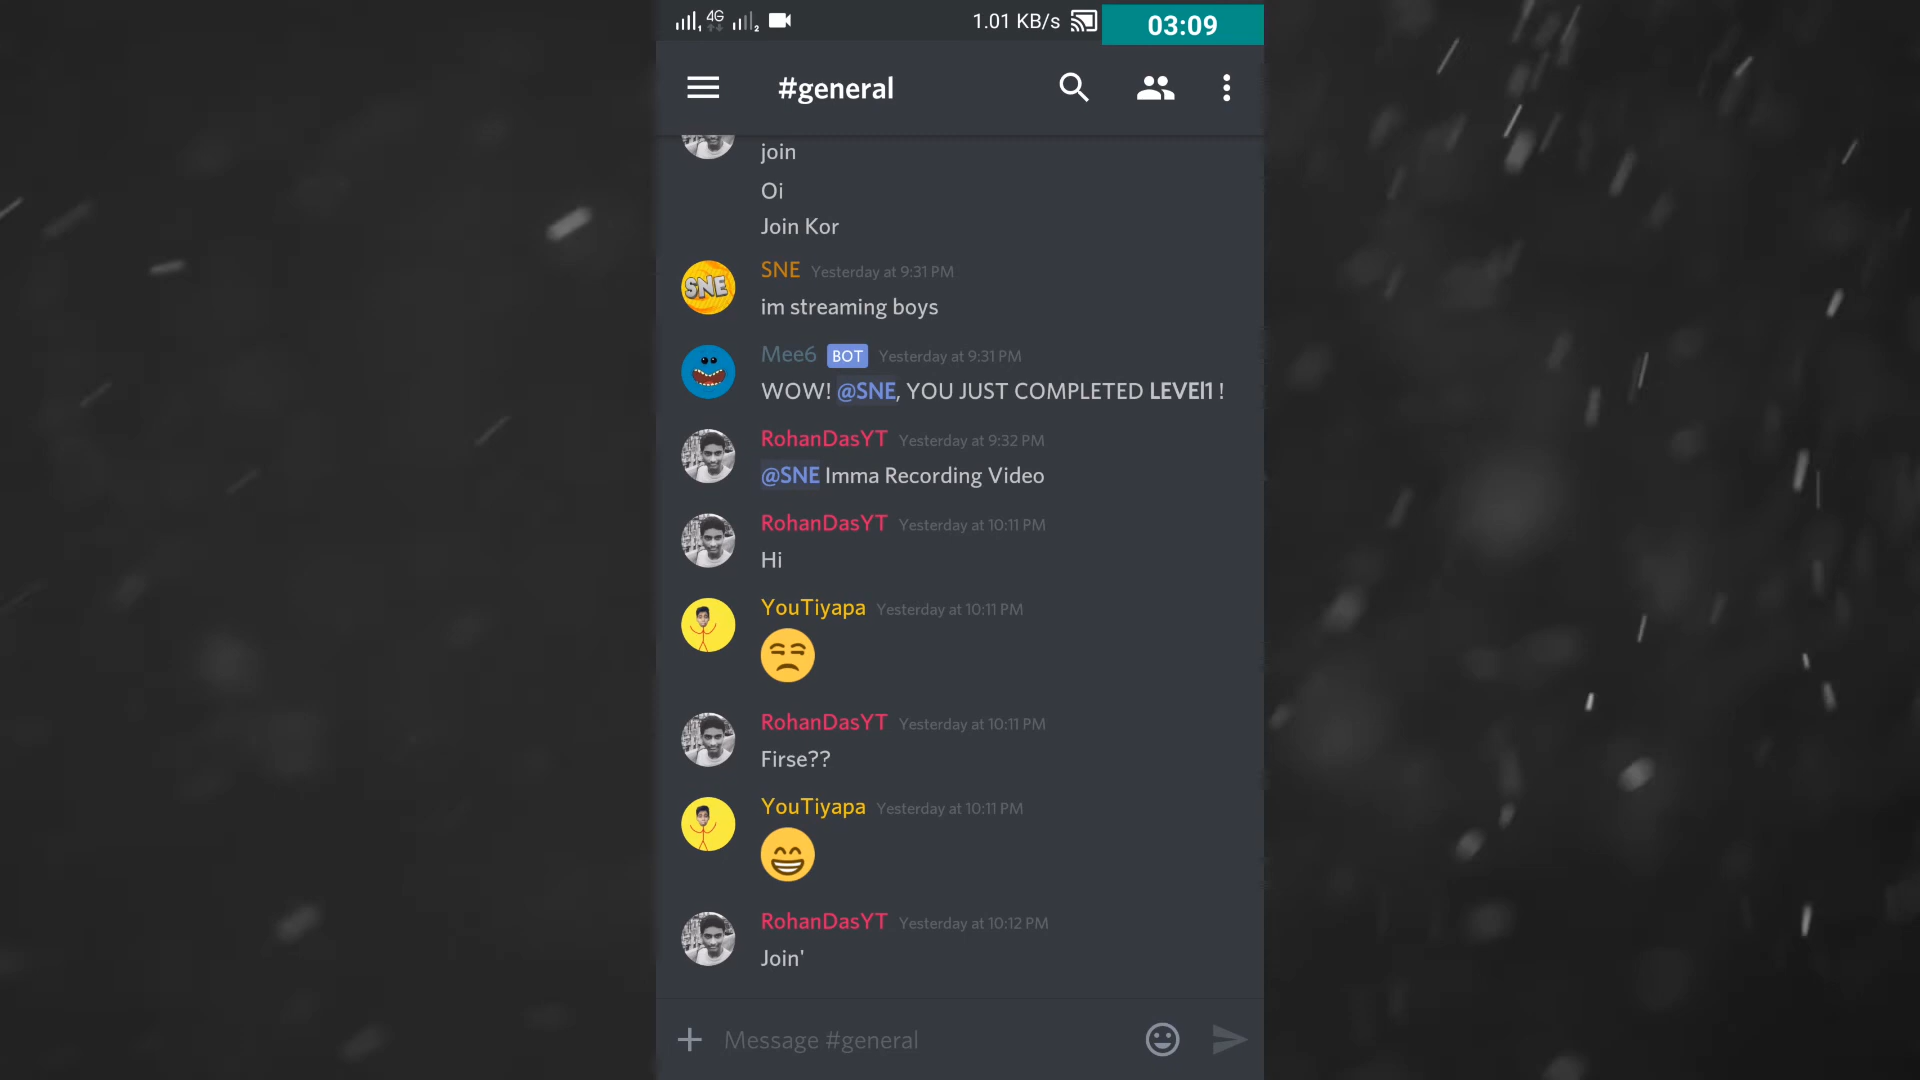 4G 1.01 KB/s 03:09
#general
join
Oi
Join Kor
SNE Yesterday at 9:31 PM
SNE
im streaming boys
Mee6 BOT Yesterday at 9:31 PM
WOW! @SNE, YOU JUST COMPLETED LEVEl1 !
RohanDasYT Yesterday at 9:32 PM
@SNE Imma Recording Video
RohanDasYT Yesterday at 10:11 PM
Hi
YouTiyapa Yesterday at 10:11 PM
RohanDasYT Yesterday at 10:11 PM
Firse??
YouTiyapa Yesterday at 10:11 PM
RohanDasYT Yesterday at 10:12 PM
Join'
Message #general